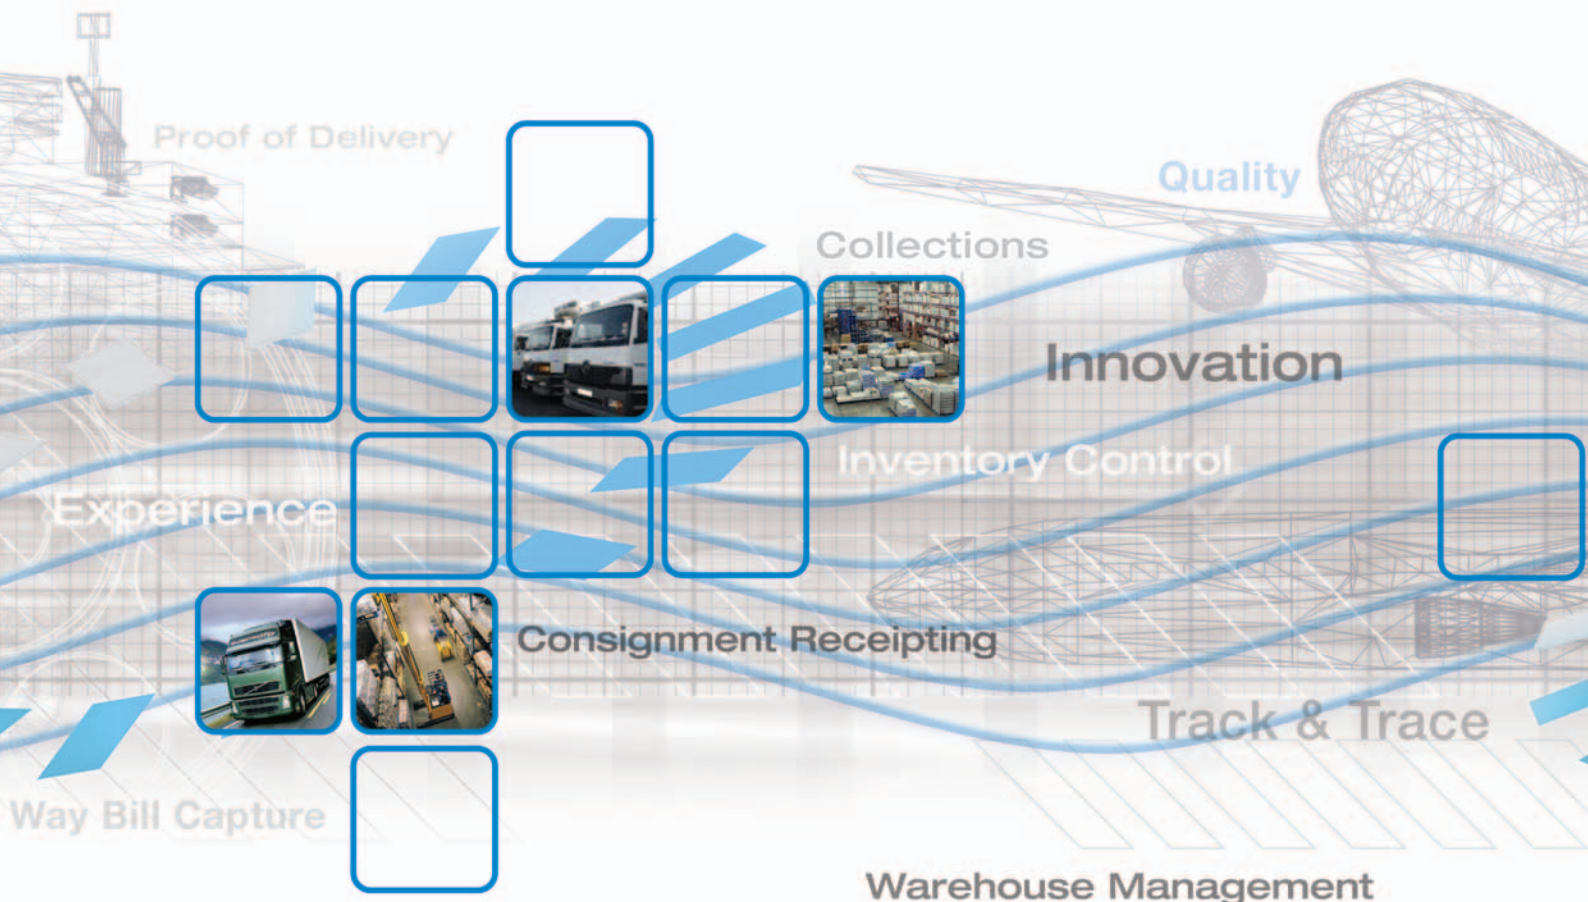 Proof of Delivery
Quality
Collections
Innovation
Inventory Control
Experience
Consignment Receipting
Track & Trace
Way Bill Capture
Warehouse Management